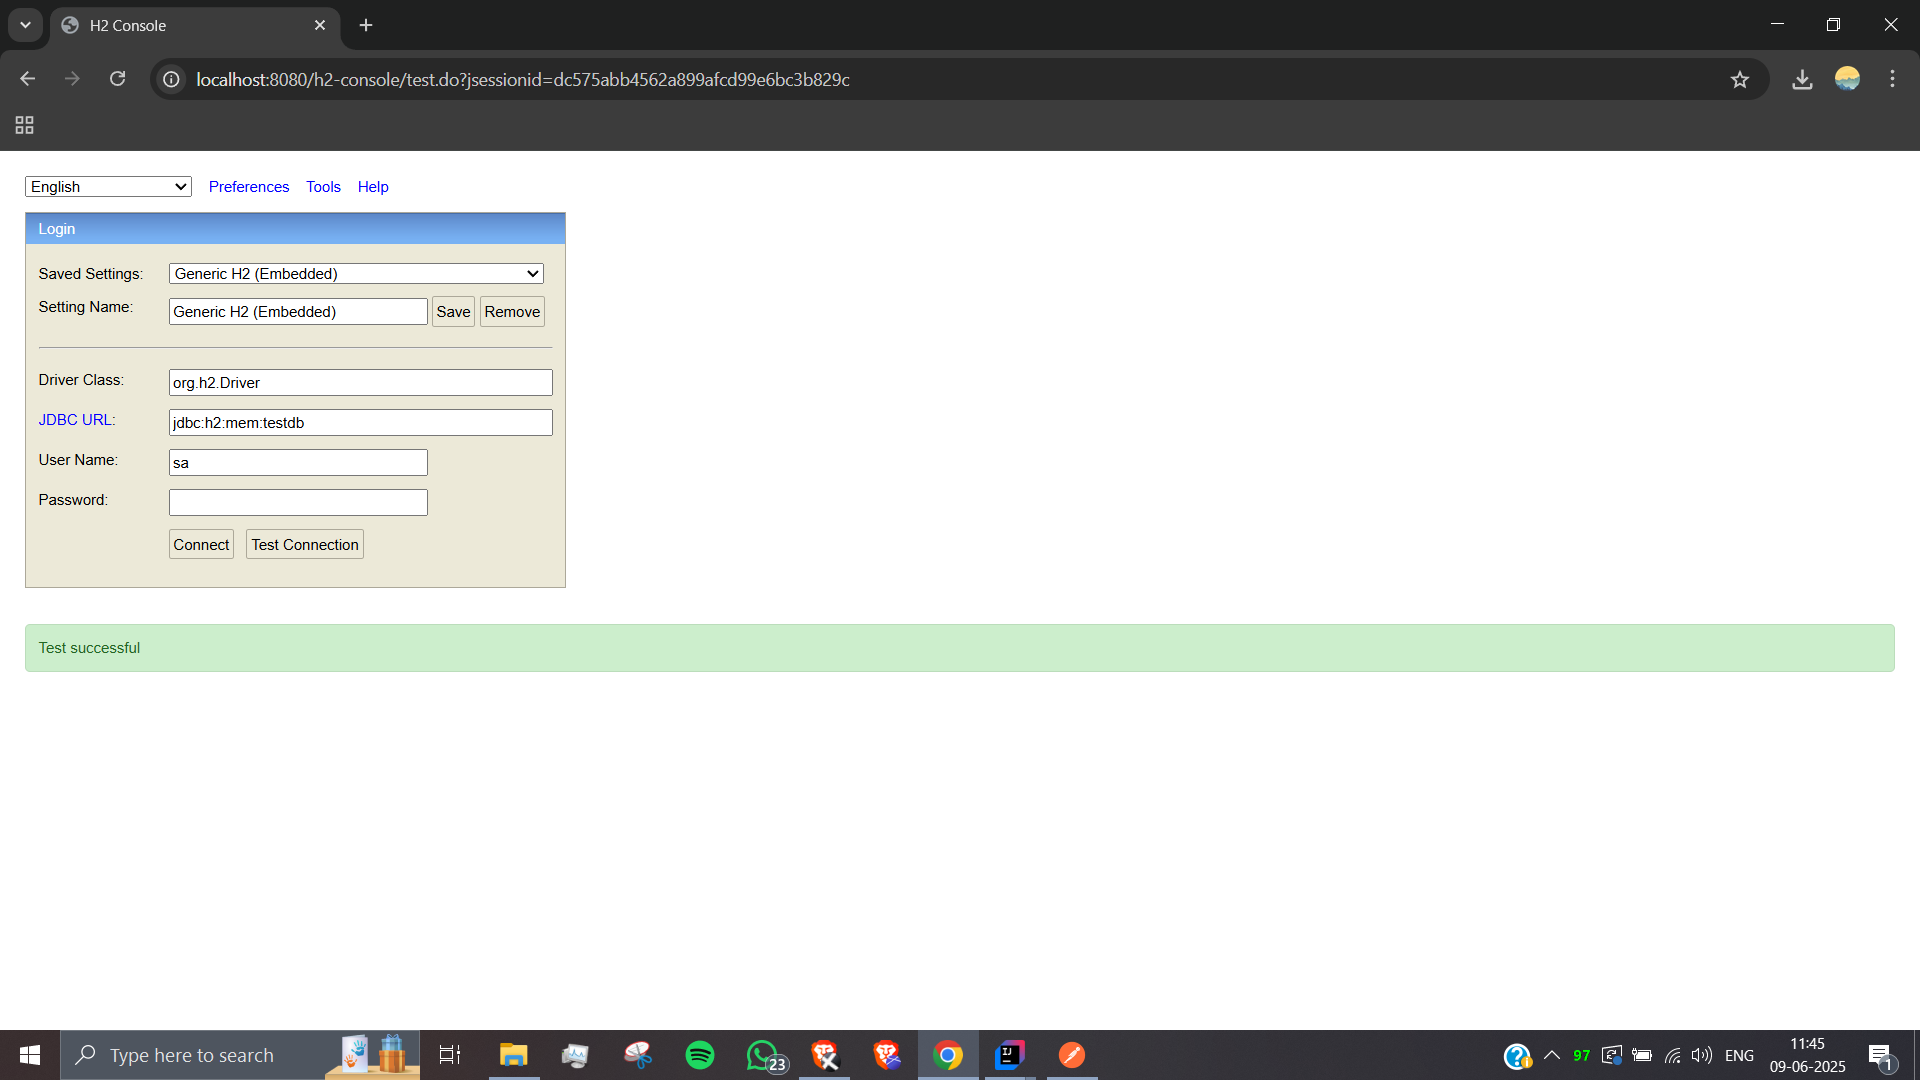 H2 Console
localhost:8080/h2-console/test.do?jsessionid=dc575abb4562a899afcd99e6bc3b829c
English Preferences Tools Help
Login
Saved Settings: Generic H2 (Embedded)
Setting Name: Generic H2 (Embedded) Save Remove
Driver Class: org.h2.Driver
JDBC URL: jdbc:h2:mem:testdb
User Name: sa
Password:
Connect Test Connection
Test successful
Type here to search
23
IJ
97
ENG
11:45
09-06-2025
1